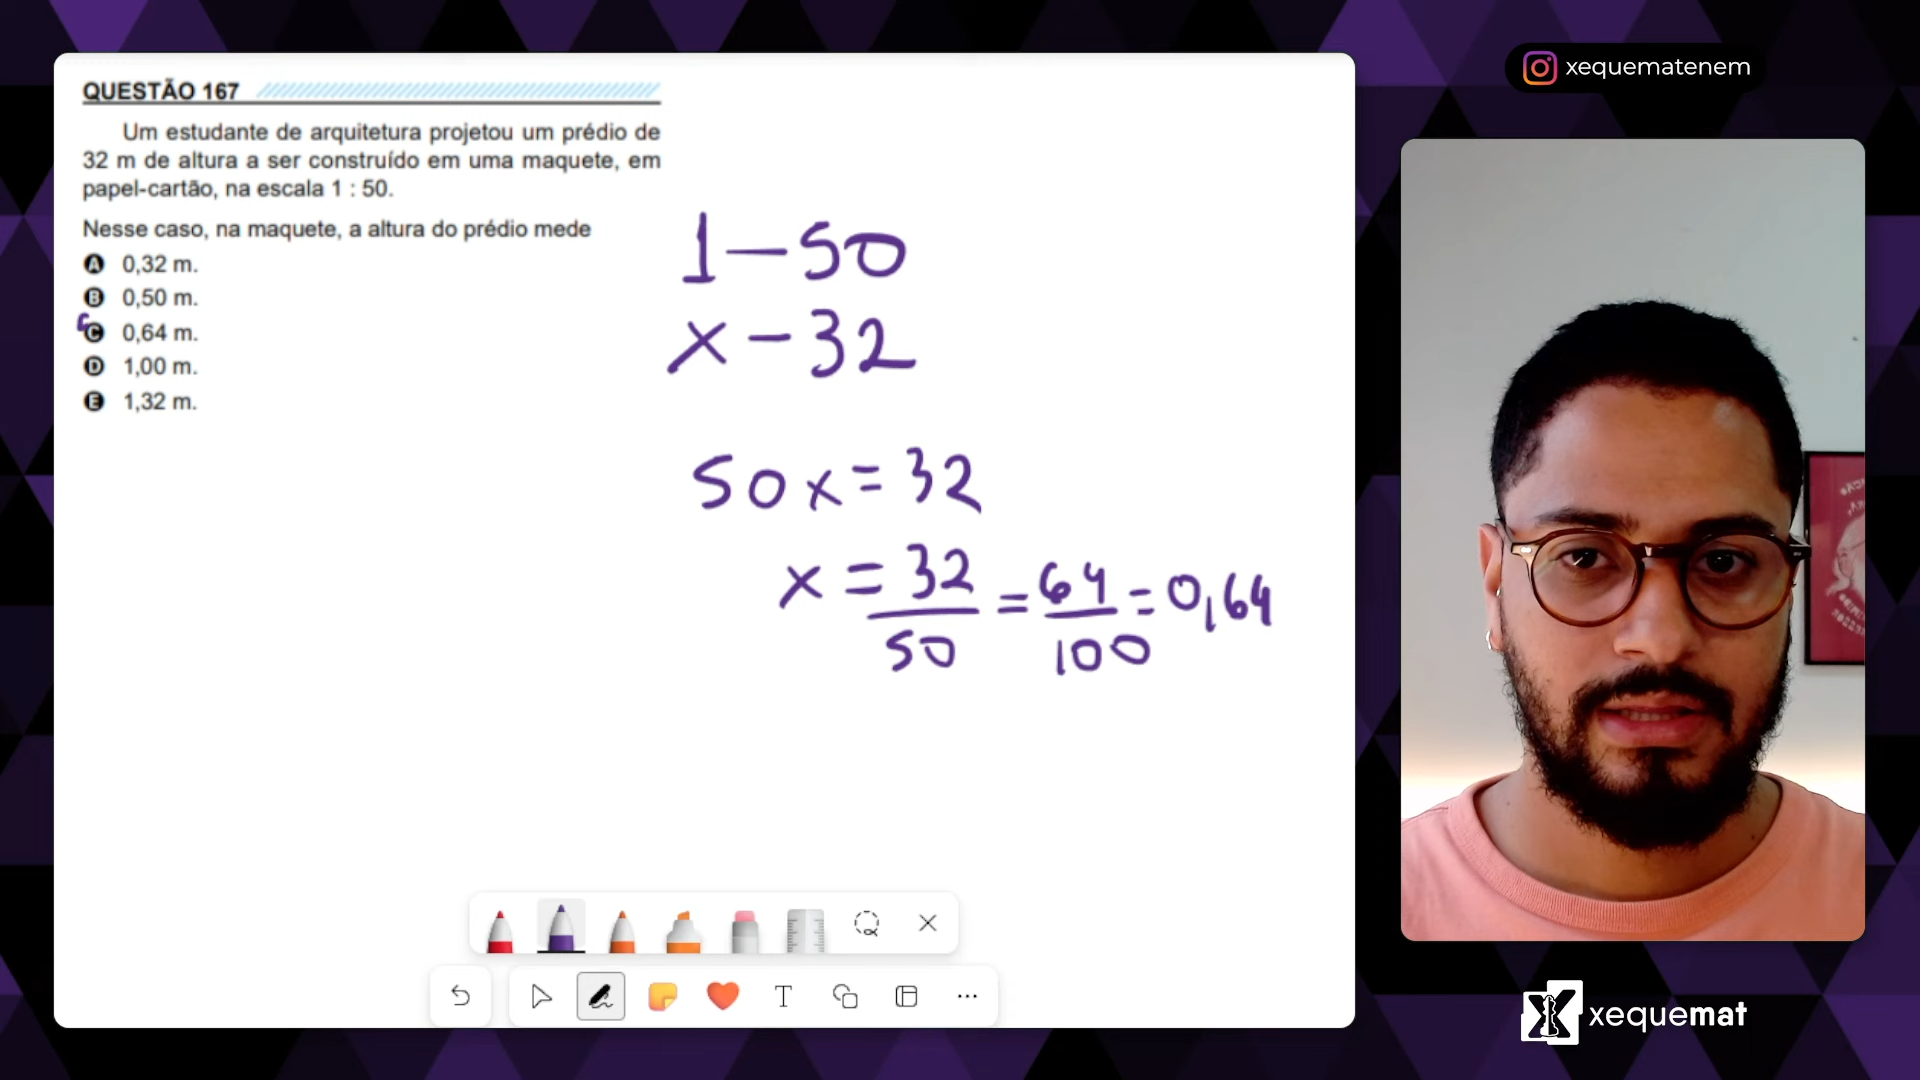 QUESTÃO 167
Um estudante de arquitetura projetou um prédio de
32 m de altura a ser construído em uma maquete, em
papel-cartão, na escala 1 : 50.
Nesse caso, na maquete, a altura do prédio mede
A 0,32 m.
B 0,50 m.
C 0,64 m.
D 1,00 m.
E 1,32 m.
1 — 50
x - 32
50x = 32
x = 32/50 = 64/100 = 0,64
T
xequematenem
xequemat